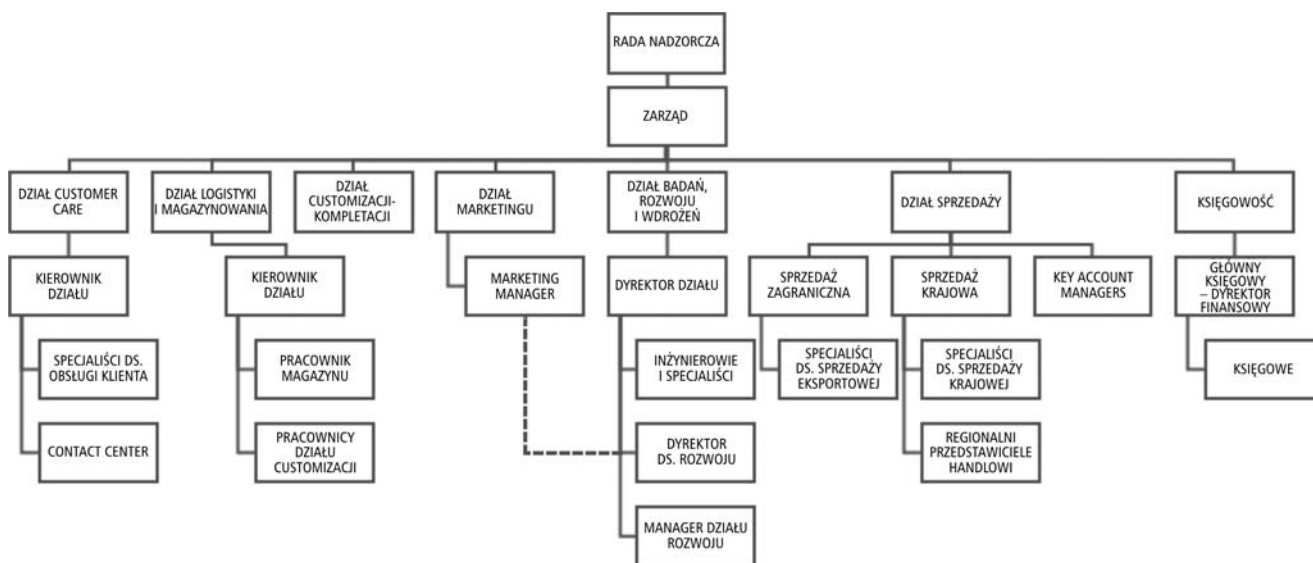 RADA NADZORCZA
ZARZĄD
DZIAŁ CUSTOMER
CARE
DZIAŁ LOGISTYKI
I MAGAZYNOWANIA
DZIAŁ
CUSTOMIZACJI-
KOMPLETACJI
DZIAŁ
MARKETINGU
DZIAŁ BADAŃ,
ROZWOJU
I WDROŻEŃ
DZIAŁ SPRZEDAŻY
KSIĘGOWOŚĆ
KIEROWNIK
DZIAŁU
KIEROWNIK
DZIAŁU
MARKETING
MANAGER
DYREKTOR DZIAŁU
SPRZEDAŻ
ZAGRANICZNA
SPRZEDAŻ
KRAJOWA
KEY ACCOUNT
MANAGERS
GŁÓWNY
KSIĘGOWY
– DYREKTOR
FINANSOWY
SPECJALIŚCI DS.
OBSŁUGI KLIENTA
PRACOWNIK
MAGAZYNU
INŻYNIEROWIE
I SPECJALIŚCI
SPECJALIŚCI
DS. SPRZEDAŻY
EKSPORTOWEJ
SPECJALIŚCI
DS. SPRZEDAŻY
KRAJOWEJ
KSIĘGOWE
CONTACT CENTER
PRACOWNICY
DZIAŁU
CUSTOMIZACJI
DYREKTOR
DS. ROZWOJU
REGIONALNI
PRZEDSTAWICIELE
HANDLOWI
MANAGER DZIAŁU
ROZWOJU